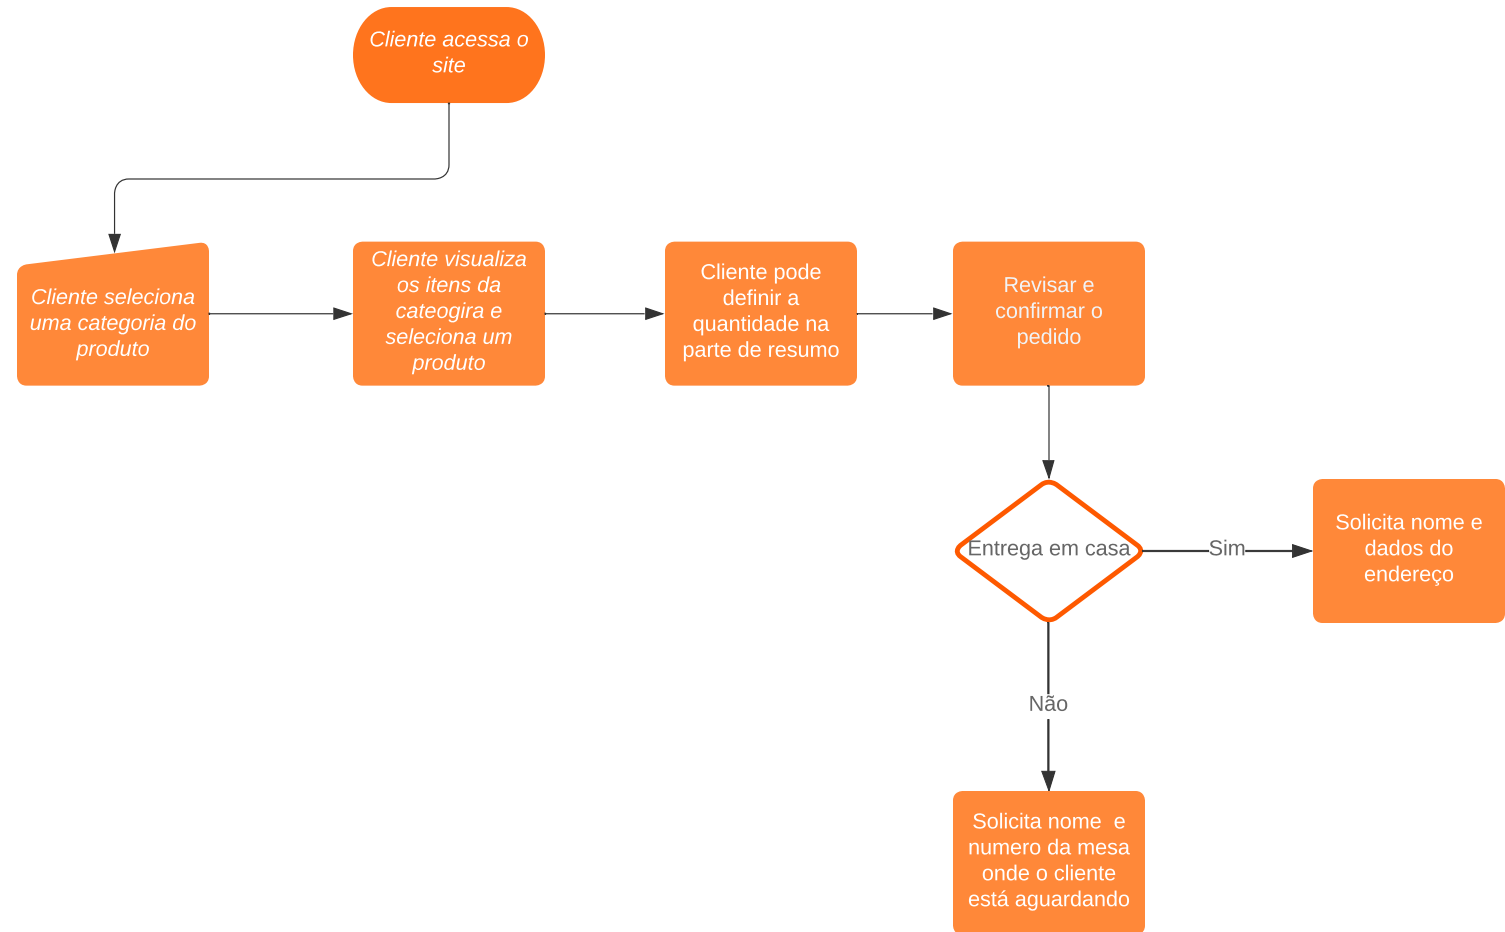 Cliente acessa o
site
Cliente seleciona
uma categoria do
produto
Cliente visualiza
os itens da
cateogira e
seleciona um
produto
Cliente pode
definir a
quantidade na
parte de resumo
Revisar e
confirmar o
pedido
Entrega em casa
Sim
Solicita nome e
dados do
endereço
Não
Solicita nome  e
numero da mesa
onde o cliente
está aguardando